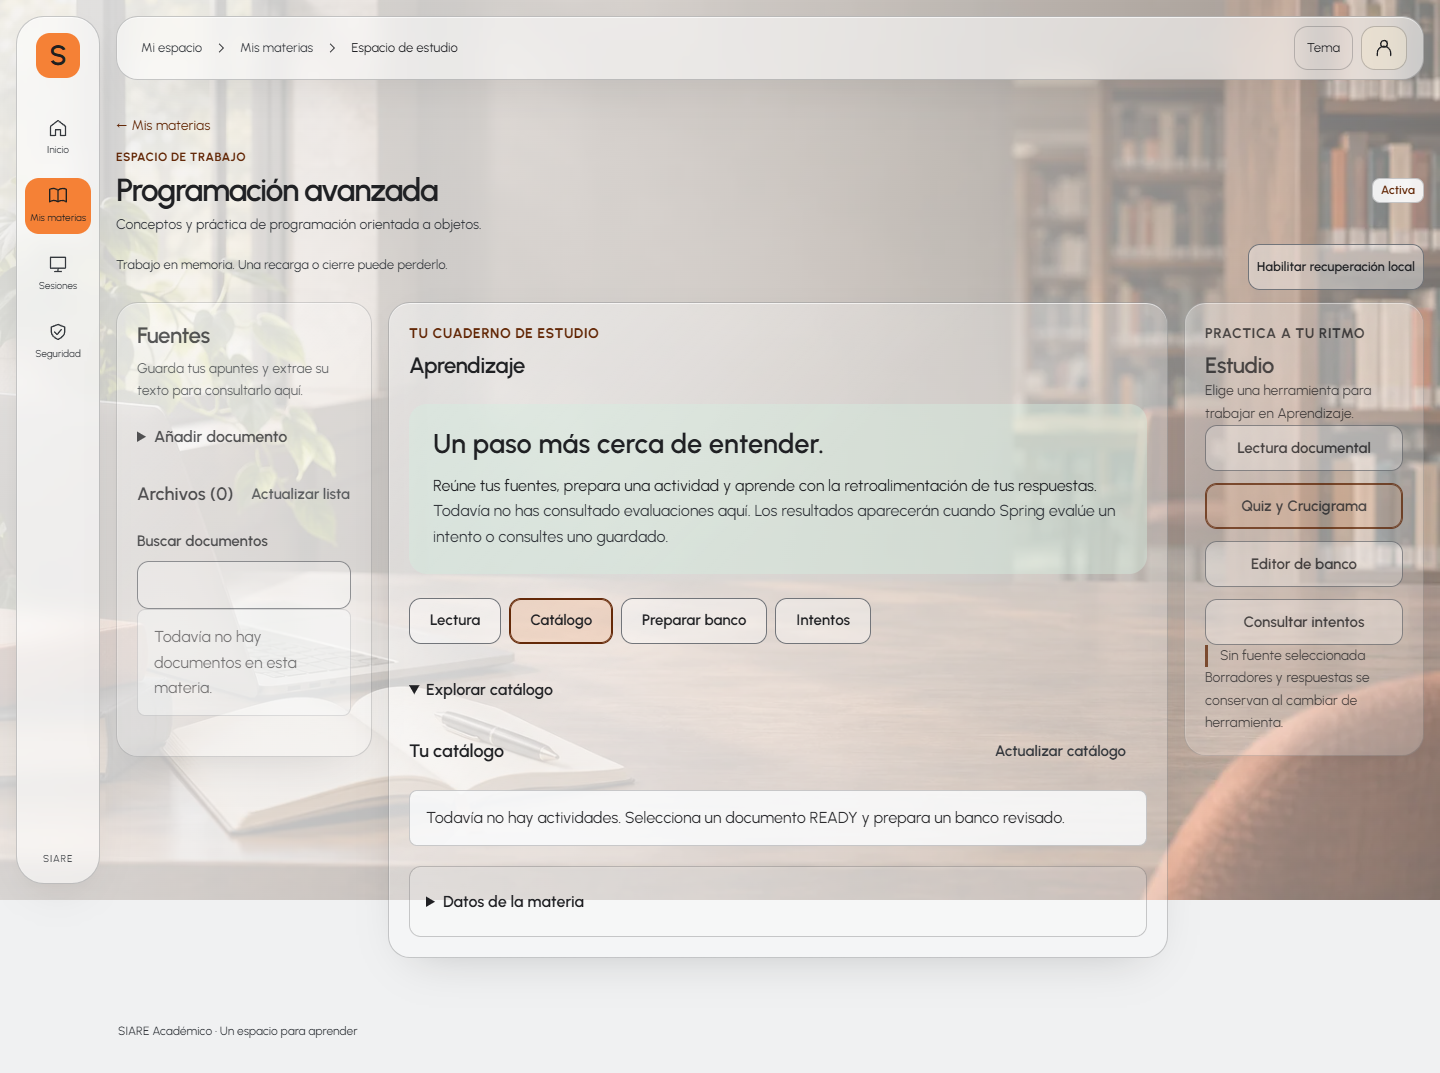 S
Inicio
Mis materias
Sesiones
Seguridad
SIARE
Mi espacio > Mis materias > Espacio de estudio
Tema
← Mis materias
ESPACIO DE TRABAJO
Programación avanzada
Activa
Conceptos y práctica de programación orientada a objetos.
Trabajo en memoria. Una recarga o cierre puede perderlo.
Habilitar recuperación local
Fuentes
Guarda tus apuntes y extrae su
texto para consultarlo aquí.
Añadir documento
Archivos (0) Actualizar lista
Buscar documentos
Todavía no hay
documentos en esta
materia.
TU CUADERNO DE ESTUDIO
Aprendizaje
Un paso más cerca de entender.
Reúne tus fuentes, prepara una actividad y aprende con la retroalimentación de tus respuestas.
Todavía no has consultado evaluaciones aquí. Los resultados aparecerán cuando Spring evalúe un
intento o consultes uno guardado.
Lectura Catálogo Preparar banco Intentos
Explorar catálogo
Tu catálogo Actualizar catálogo
Todavía no hay actividades. Selecciona un documento READY y prepara un banco revisado.
Datos de la materia
PRACTICA A TU RITMO
Estudio
Elige una herramienta para
trabajar en Aprendizaje.
Lectura documental
Quiz y Crucigrama
Editor de banco
Consultar intentos
Sin fuente seleccionada
Borradores y respuestas se
conservan al cambiar de
herramienta.
SIARE Académico · Un espacio para aprender